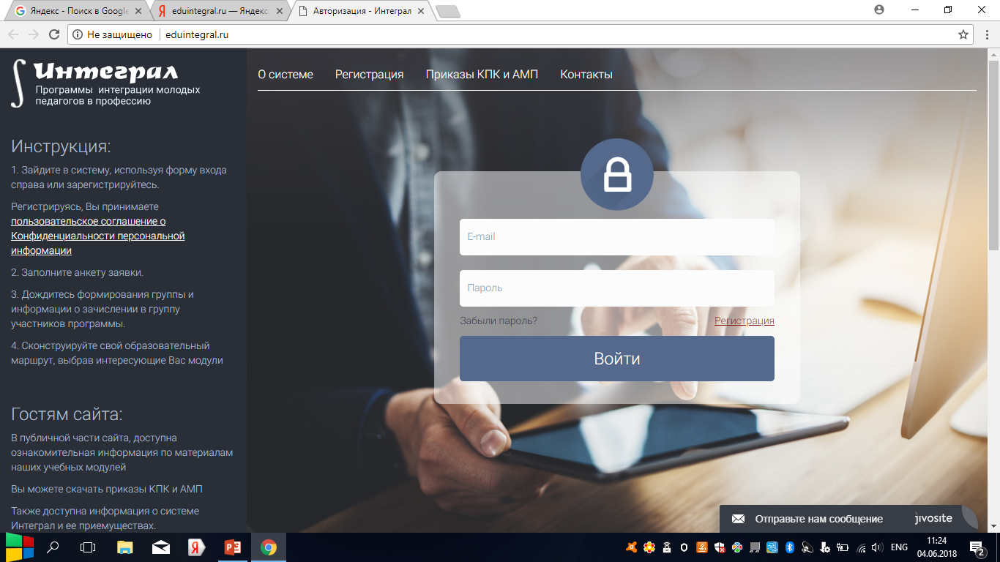 Яндекс - Поиск в Google
eduintegral.ru — Яндекс:
Авторизация - Интеграл
Не защищено
eduintegral.ru
Интеграл
Программы интеграции молодых
педагогов в профессию
О системе
Регистрация
Приказы КПК и АМП
Контакты
Инструкция:
1. Зайдите в систему, используя форму входа
справа или зарегистрируйтесь.
Регистрируясь, Вы принимаете
пользовательское соглашение о
Конфиденциальности персональной
информации
2. Заполните анкету заявки.
3. Дождитесь формирования группы и
информации о зачислении в группу
участников программы.
4. Сконструируйте свой образовательный
маршрут, выбрав интересующие Вас модули
Гостям сайта:
В публичной части сайта, доступна
ознакомительная информация по материалам
наших учебных модулей
Вы можете скачать приказы КПК и АМП
Также доступна информация о системе
Интеграл и ее приемуществах.
E-mail
Пароль
Забыли пароль?
Регистрация
Войти
Отправьте нам сообщение
jivosite
ENG
11:24
04.06.2018
2